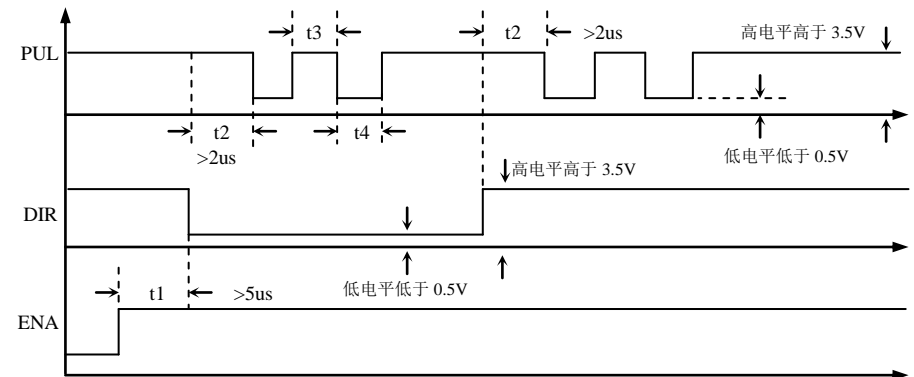 t3
t2
>2us
高电平高于 3.5V
PUL
t2
t4
>2us
低电平低于 0.5V
高电平高于 3.5V
DIR
t1
>5us
低电平低于 0.5V
ENA